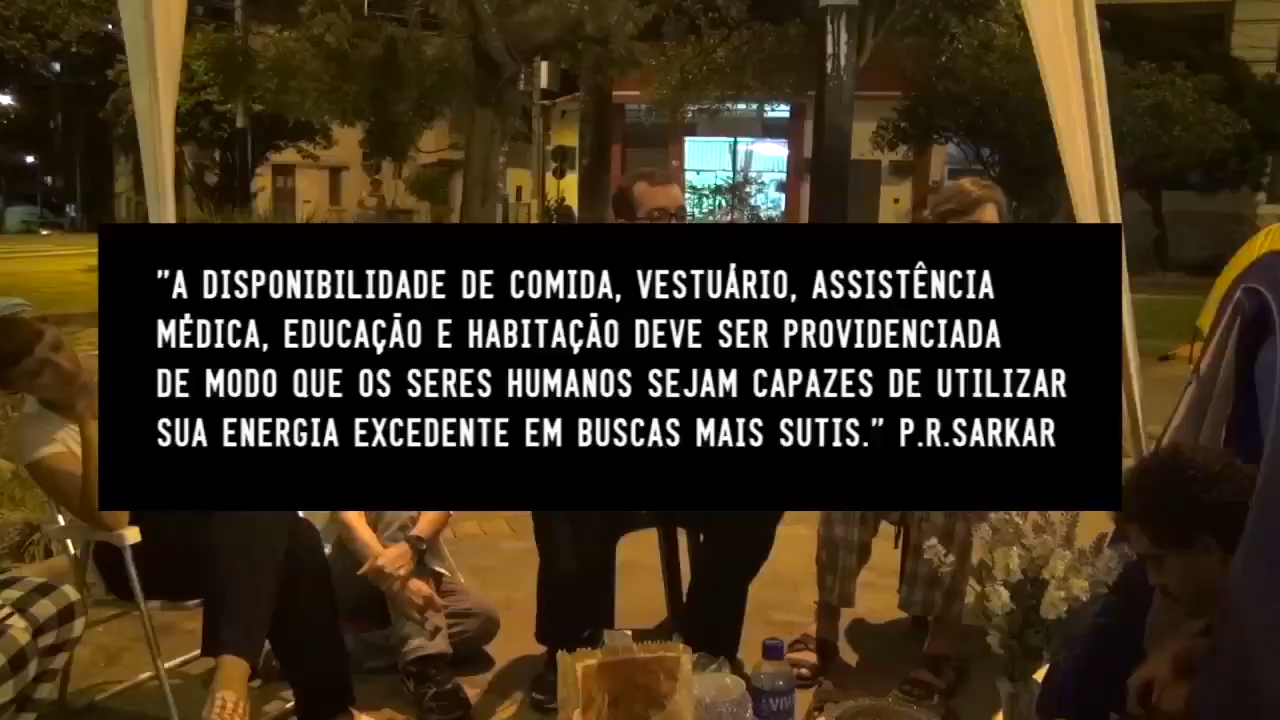 "A DISPONIBILIDADE DE COMIDA, VESTUÁRIO, ASSISTÊNCIA
MÉDICA, EDUCAÇÃO E HABITAÇÃO DEVE SER PROVIDENCIADA
DE MODO QUE OS SERES HUMANOS SEJAM CAPAZES DE UTILIZAR
SUA ENERGIA EXCEDENTE EM BUSCAS MAIS SUTIS." P.R.SARKAR